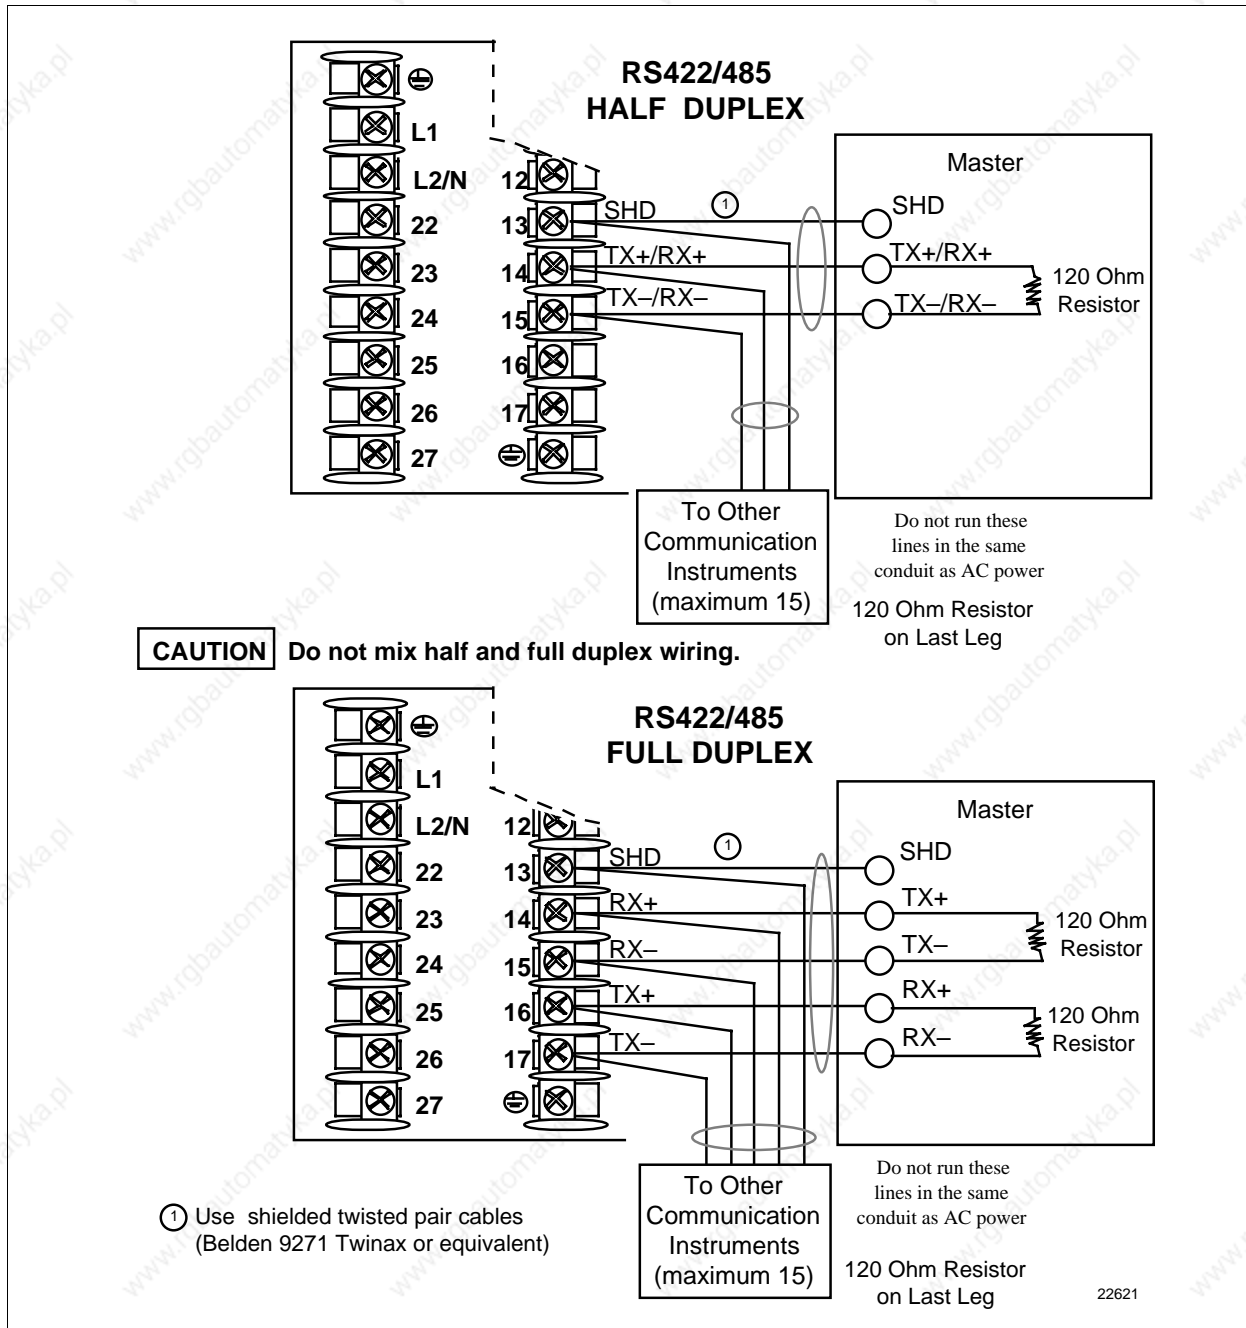 RS422/485
HALF DUPLEX
L1
L2/N
22
23
24
25
26
27
12
13
14
15
16
17
SHD
1
TX+/RX+
TX–/RX–
Master
SHD
TX+/RX+
TX–/RX–
120 Ohm
Resistor
To Other
Communication
Instruments
(maximum 15)
Do not run these
lines in the same
conduit as AC power
120 Ohm Resistor
on Last Leg
CAUTION Do not mix half and full duplex wiring.
RS422/485
FULL DUPLEX
L1
L2/N
22
23
24
25
26
27
12
13
14
15
16
17
SHD
1
RX+
RX–
TX+
TX–
Master
SHD
TX+
TX–
RX+
RX–
120 Ohm
Resistor
120 Ohm
Resistor
To Other
Communication
Instruments
(maximum 15)
Do not run these
lines in the same
conduit as AC power
120 Ohm Resistor
on Last Leg
1 Use shielded twisted pair cables
(Belden 9271 Twinax or equivalent)
22621
www.rgbautomatyka.pl